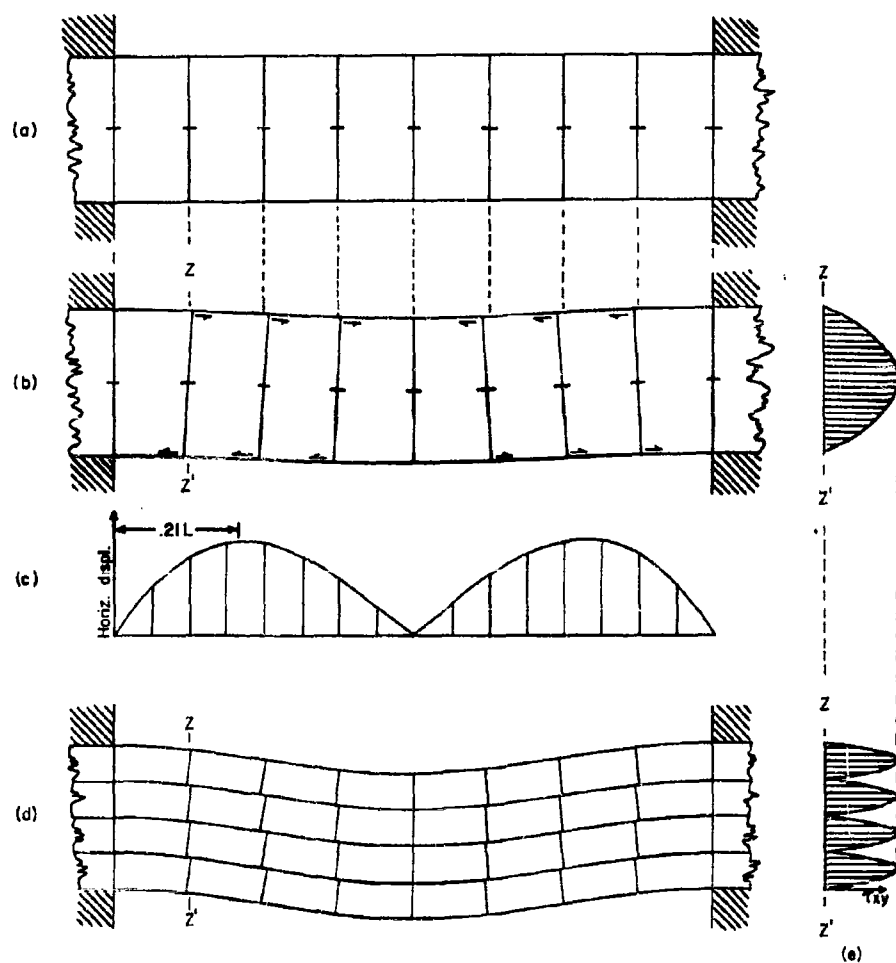 (a)
Z
Z
(b)
Z'
Z'
.21L
(c)
Horiz. displ.
Z
Z
(d)
τxy
Z'
Z'
(e)